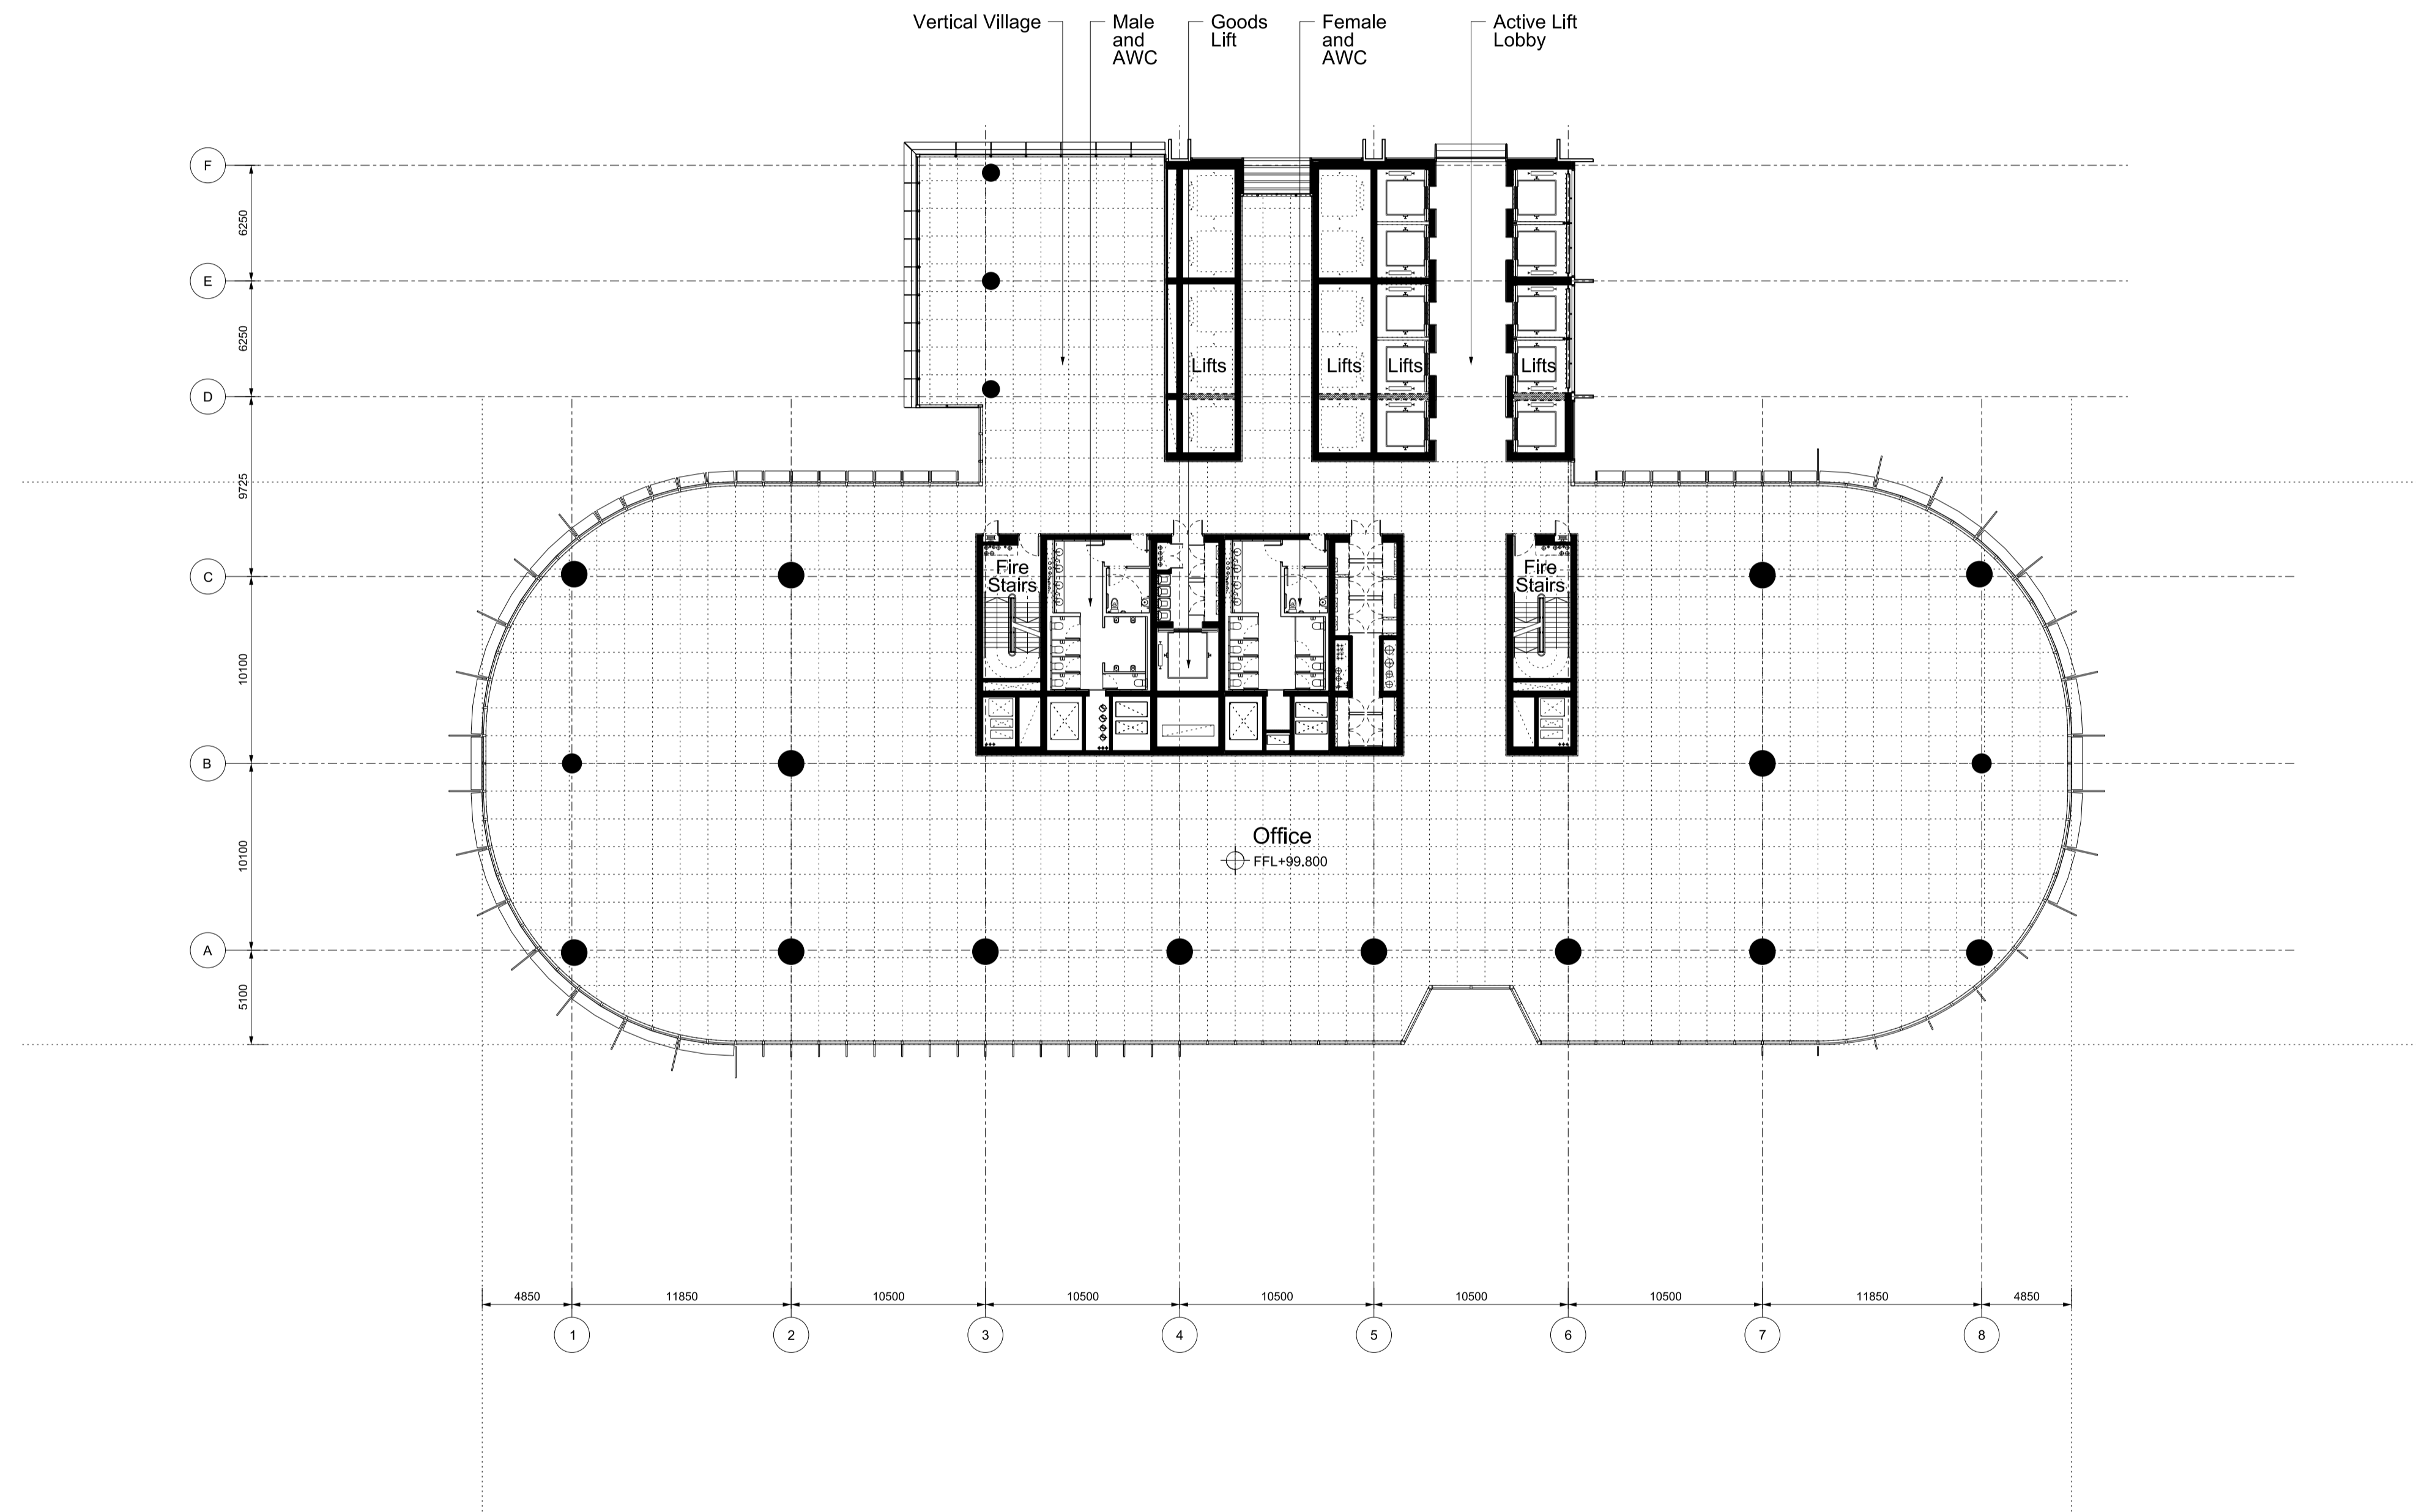 Vertical Village
Male
and
AWC
Goods
Lift
Female
and
AWC
Active Lift
Lobby
F
6250
E
6250
D
9725
C
10100
B
10100
A
5100
Lifts
Lifts
Lifts
Lifts
Fire
Stairs
Fire
Stairs
Office
FFL+99.800
4850
11850
10500
10500
10500
10500
10500
11850
4850
1
2
3
4
5
6
7
8